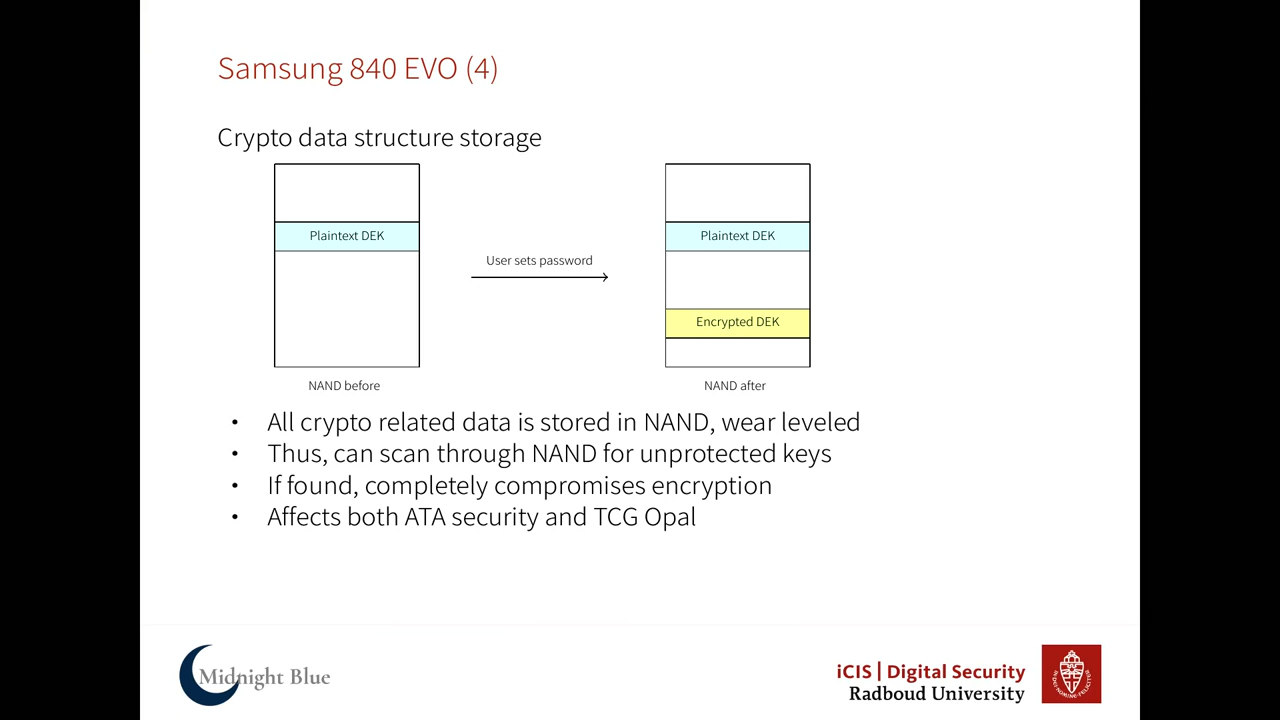 Samsung 840 EVO (4)
Crypto data structure storage
Plaintext DEK
User sets password
Plaintext DEK
Encrypted DEK
NAND before
NAND after
• All crypto related data is stored in NAND, wear leveled
• Thus, can scan through NAND for unprotected keys
• If found, completely compromises encryption
• Affects both ATA security and TCG Opal
Midnight Blue
iCIS | Digital Security
Radboud University